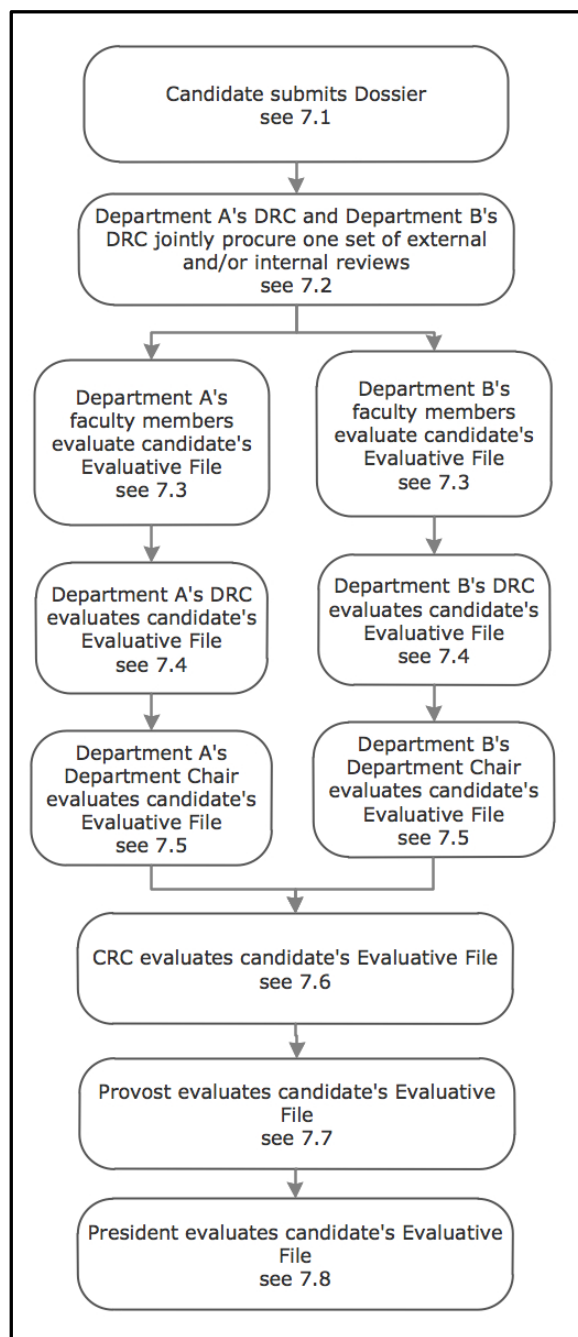 Candidate submits Dossier
see 7.1
Department A's DRC and Department B's
DRC jointly procure one set of external
and/or internal reviews
see 7.2
Department A's
faculty members
evaluate candidate's
Evaluative File
see 7.3
Department B's
faculty members
evaluate candidate's
Evaluative File
see 7.3
Department A's DRC
evaluates candidate's
Evaluative File
see 7.4
Department B's DRC
evaluates candidate's
Evaluative File
see 7.4
Department A's
Department Chair
evaluates candidate's
Evaluative File
see 7.5
Department B's
Department Chair
evaluates candidate's
Evaluative File
see 7.5
CRC evaluates candidate's Evaluative File
see 7.6
Provost evaluates candidate's Evaluative
File
see 7.7
President evaluates candidate's Evaluative
File
see 7.8